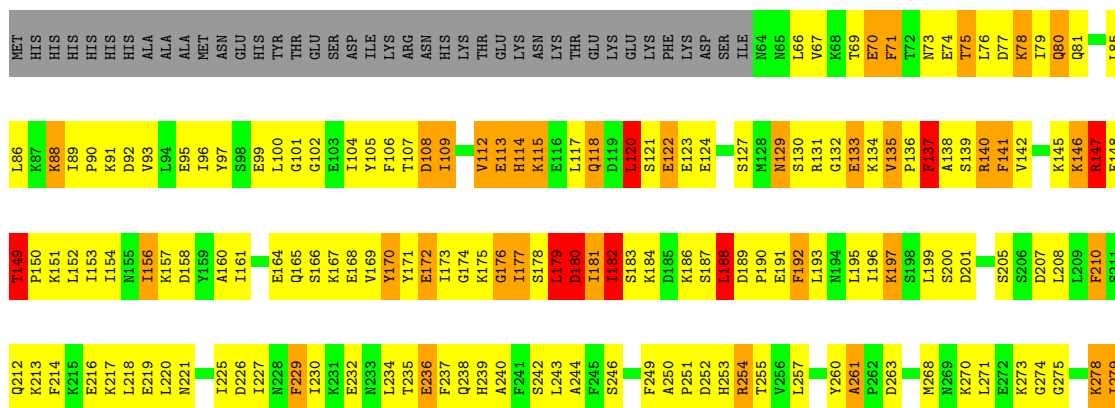 MET HIS HIS HIS HIS HIS HIS ALA ALA ALA MET ASN GLU HIS TYR THR GLU SER ASP ILE LYS ARG ASN HIS LYS THR GLU LYS ASN LYS THR GLU LYS GLU LYS PHE LYS ASP SER ILE N64 N65 L66 V67 K68 T69 E70 F71 T72 N73 E74 T75 L76 D77 K78 I79 Q80 Q81 L85
L86 K87 K88 I89 P90 K91 D92 V93 L94 E95 I96 Y97 S98 E99 L100 G101 G102 E103 I104 Y105 F106 T107 D108 I109 V112 E113 H114 K115 E116 L117 Q118 D119 L120 S121 E122 E123 E124 S127 M128 N129 S130 R131 G132 E133 K134 V135 P136 F137 A138 S139 R140 F141 V142 K145 K146 R147 E148
T149 P150 K151 L152 I153 I154 N155 I156 K157 D158 Y159 A160 I161 E164 Q165 S166 K167 E168 V169 Y170 Y171 E172 I173 G174 K175 G176 I177 S178 L179 D180 I181 I182 S183 K184 D185 K186 S187 L188 D189 P190 E191 F192 L193 N194 L195 I196 K197 S198 L199 S200 D201 S205 S206 D207 L208 L209 F210 S211
Q212 K213 F214 K215 E216 K217 L218 E219 L220 N221 I225 D226 I227 N228 F229 I230 K231 E232 N233 L234 T235 E236 F237 Q238 H239 A240 F241 S242 L243 A244 F245 S246 F249 A250 P251 D252 H253 R254 T255 V256 L257 Y260 A261 P262 D263 M268 N269 K270 L271 E272 K273 G274 G275 K278